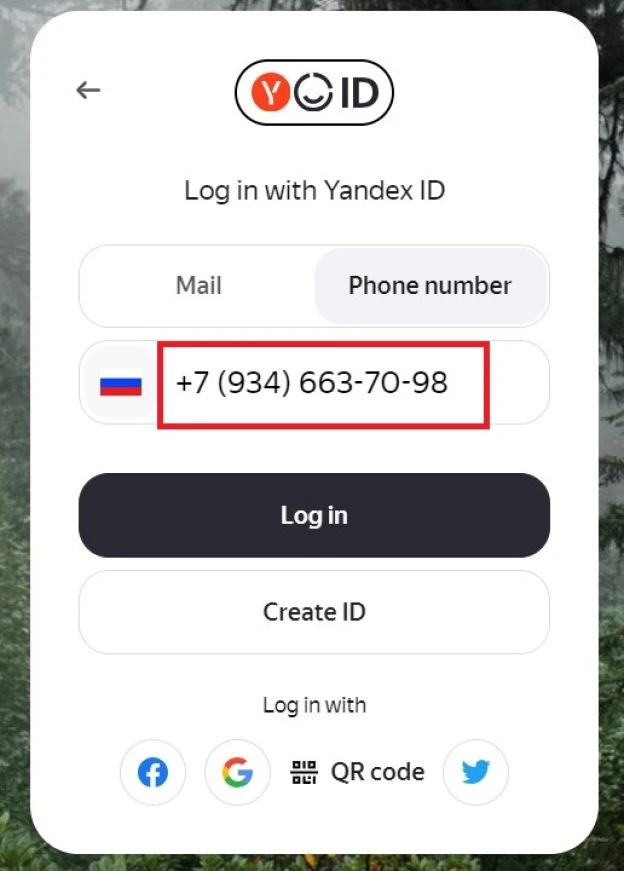 Y ID
Log in with Yandex ID
Mail Phone number
+7 (934) 663-70-98
Log in
Create ID
Log in with
f G QR code